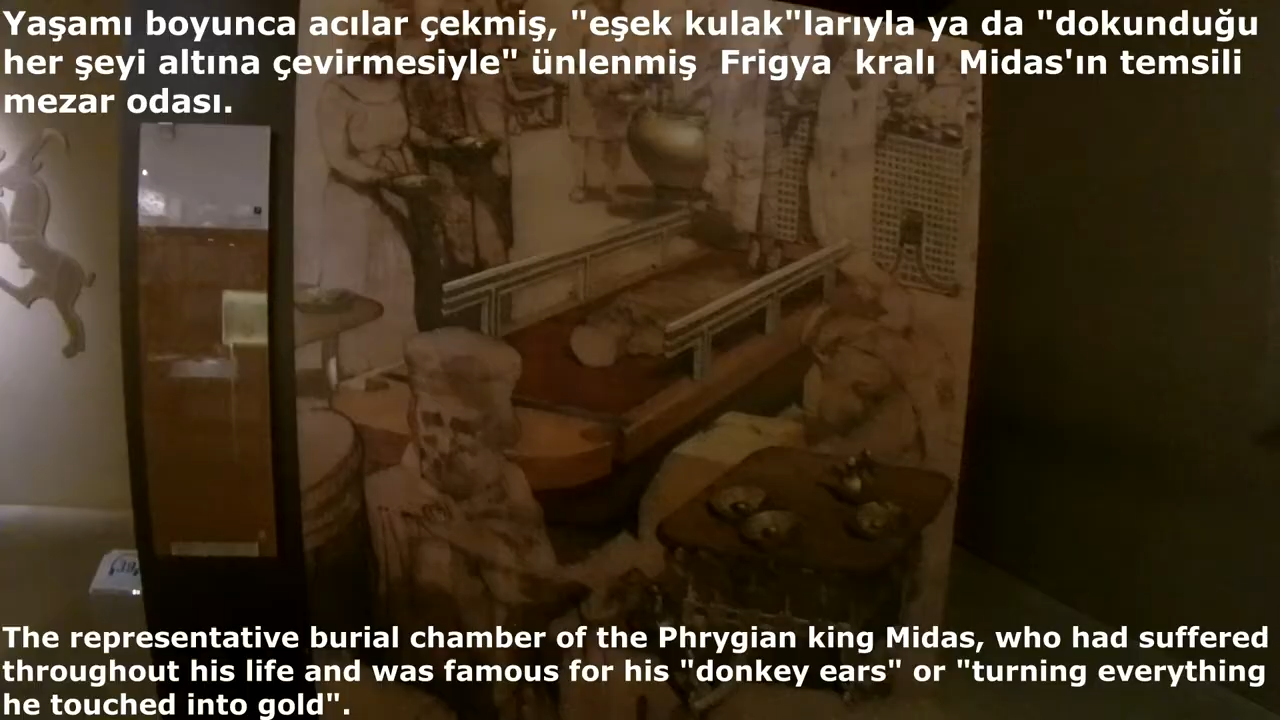 Yaşamı boyunca acılar çekmiş, "eşek kulak"larıyla ya da "dokunduğu
her şeyi altına çevirmesiyle" ünlenmiş Frigya kralı Midas'ın temsili
mezar odası.
The representative burial chamber of the Phrygian king Midas, who had suffered
throughout his life and was famous for his "donkey ears" or "turning everything
he touched into gold".